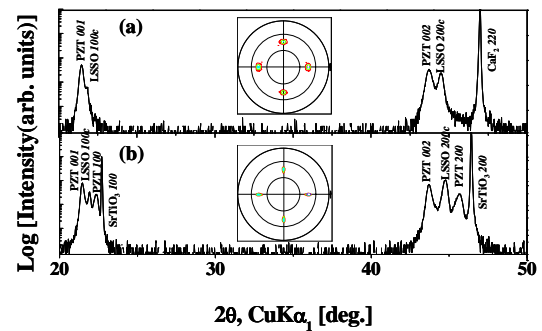 Log [Intensity(arb. units)]
(a)
PZT 001
LSSO 100c
PZT 002
LSSO 200c
CaF2 220
(b)
PZT 001
LSSO 100c
PZT 100
SrTiO3 100
PZT 002
LSSO 200c
PZT 200
SrTiO3 200
20 30 40 50
2θ, CuKα1 [deg.]